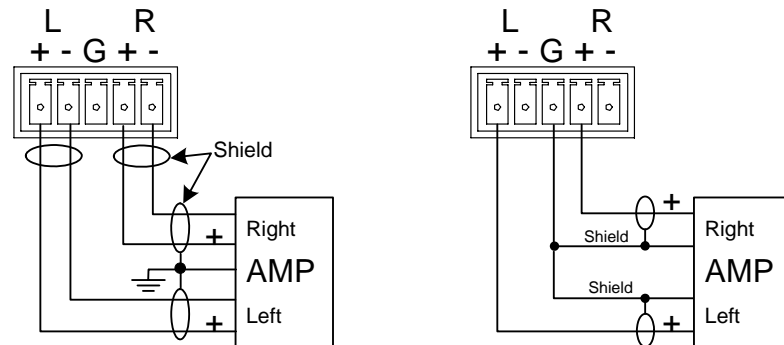 L R
+ - G + -
Shield
Right
+
AMP
Left
+
L R
+ - G + -
+
Right
Shield
AMP
Shield
Left
+